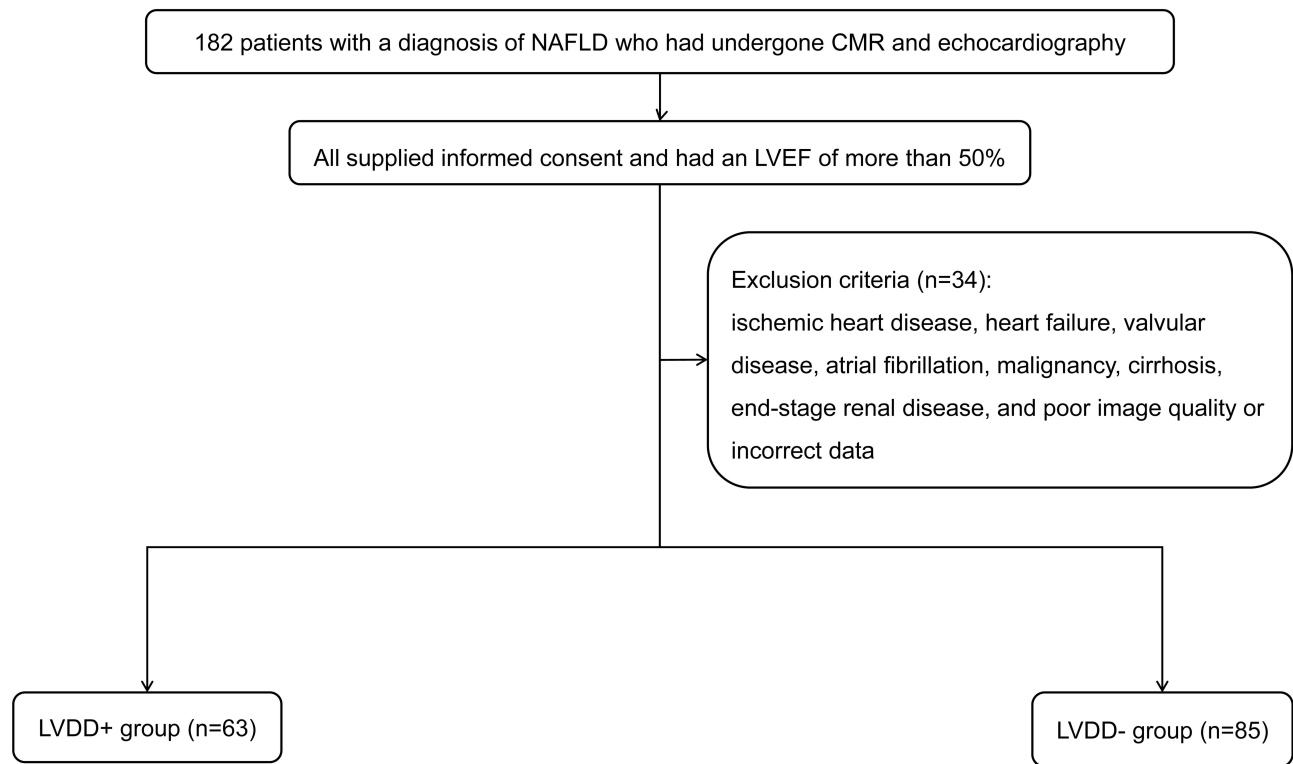 182 patients with a diagnosis of NAFLD who had undergone CMR and echocardiography
All supplied informed consent and had an LVEF of more than 50%
Exclusion criteria (n=34):
ischemic heart disease, heart failure, valvular
disease, atrial fibrillation, malignancy, cirrhosis,
end-stage renal disease, and poor image quality or
incorrect data
LVDD+ group (n=63)
LVDD- group (n=85)